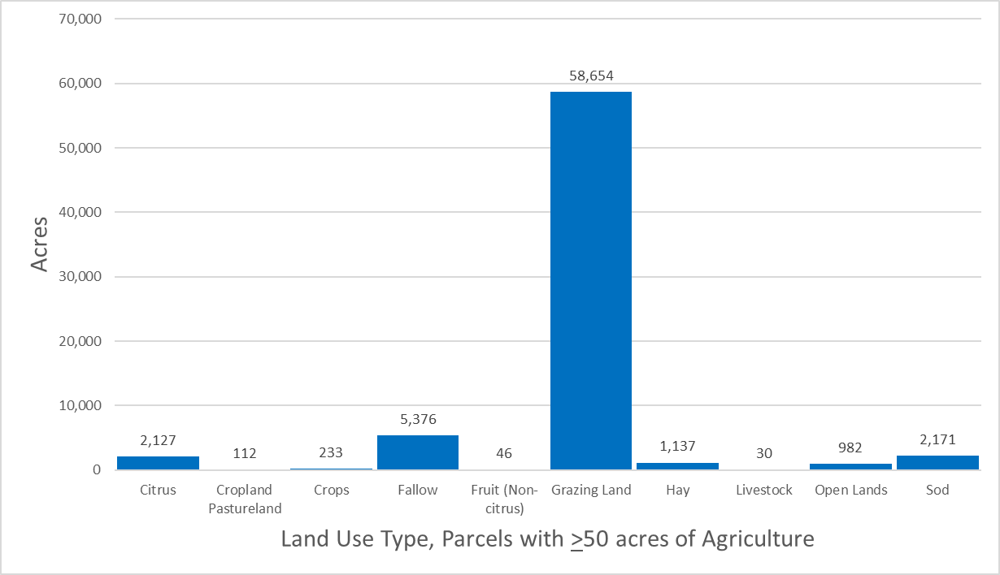 70,000
60,000
50,000
40,000
30,000
20,000
10,000
0
Acres
2,127
112
233
5,376
46
58,654
1,137
30
982
2,171
Citrus
Cropland
Pastureland
Crops
Fallow
Fruit (Non-
citrus)
Grazing Land
Hay
Livestock
Open Lands
Sod
Land Use Type, Parcels with >50 acres of Agriculture